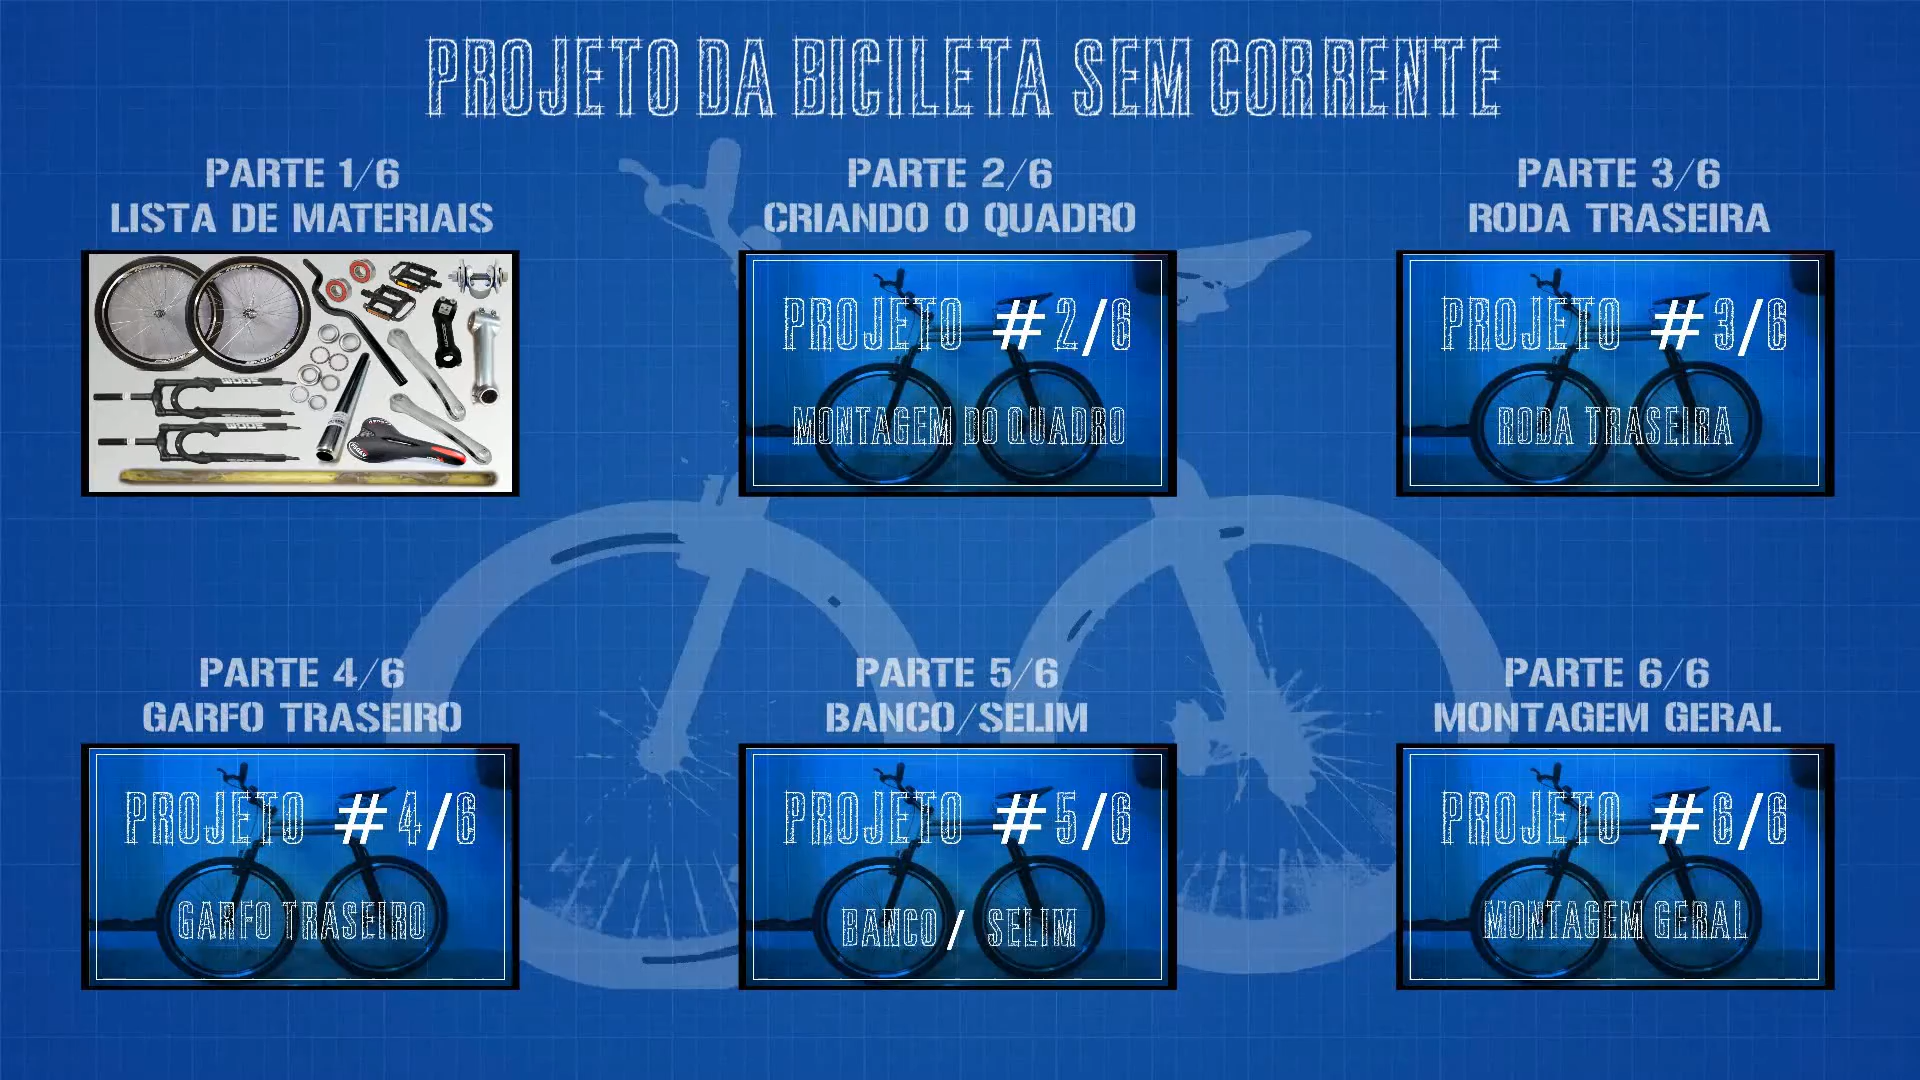 PROJETO DA BICILETA SEM CORRENTE
PARTE 1/6
LISTA DE MATERIAIS
PARTE 2/6
CRIANDO O QUADRO
PROJETO #2/6
MONTAGEM DO QUADRO
PARTE 3/6
RODA TRASEIRA
PROJETO #3/6
RODA TRASEIRA
PARTE 4/6
GARFO TRASEIRO
PROJETO #4/6
GARFO TRASEIRO
PARTE 5/6
BANCO/SELIM
PROJETO #5/6
BANCO / SELIM
PARTE 6/6
MONTAGEM GERAL
PROJETO #6/6
MONTAGEM GERAL